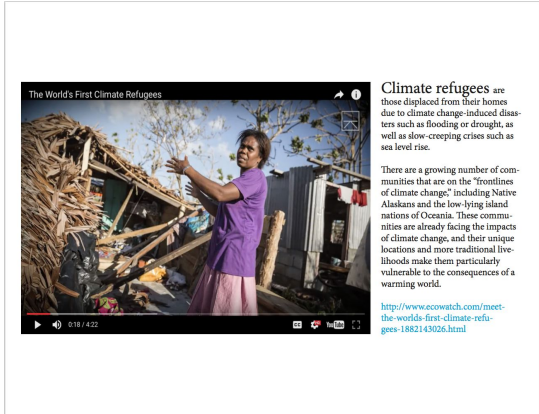 The World's First Climate Refugees
0:18 / 4:22
CC
HD
YouTube
Climate refugees are
those displaced from their homes
due to climate change-induced disas-
ters such as flooding or drought, as
well as slow-creeping crises such as
sea level rise.
There are a growing number of com-
munities that are on the "frontlines
of climate change," including Native
Alaskans and the low-lying island
nations of Oceania. These commu-
nities are already facing the impacts
of climate change, and their unique
locations and more traditional live-
lihoods make them particularly
vulnerable to the consequences of a
warming world.
http://www.ecowatch.com/meet-
the-worlds-first-climate-refu-
gees-1882143026.html